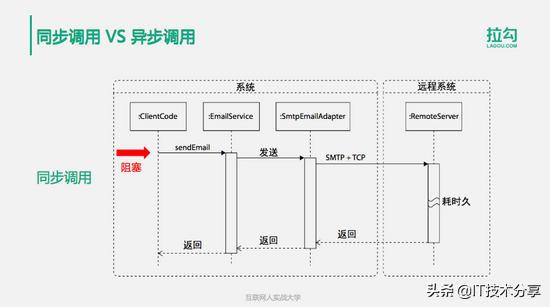 同步调用 VS 异步调用
拉勾
LAGOU.COM
系统
远程系统
:ClientCode
:EmailService
:SmtpEmailAdapter
:RemoteServer
sendEmail
发送
SMTP + TCP
阻塞
同步调用
耗时久
返回
返回
返回
互联网人实战大学
头条 @IT技术分享